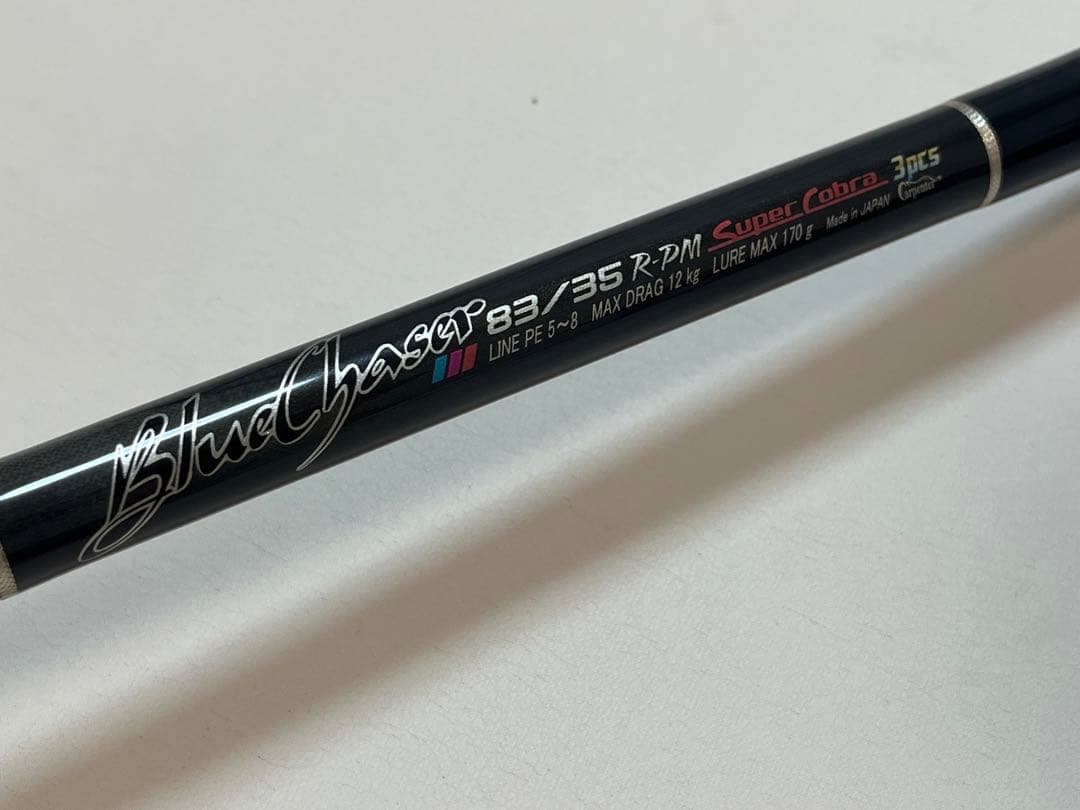 BlueChaser 83/35 R-PM Super Cobra 3pcs
LINE PE 5~8 MAX DRAG 12 kg LURE MAX 170 g Made in JAPAN Carpenter